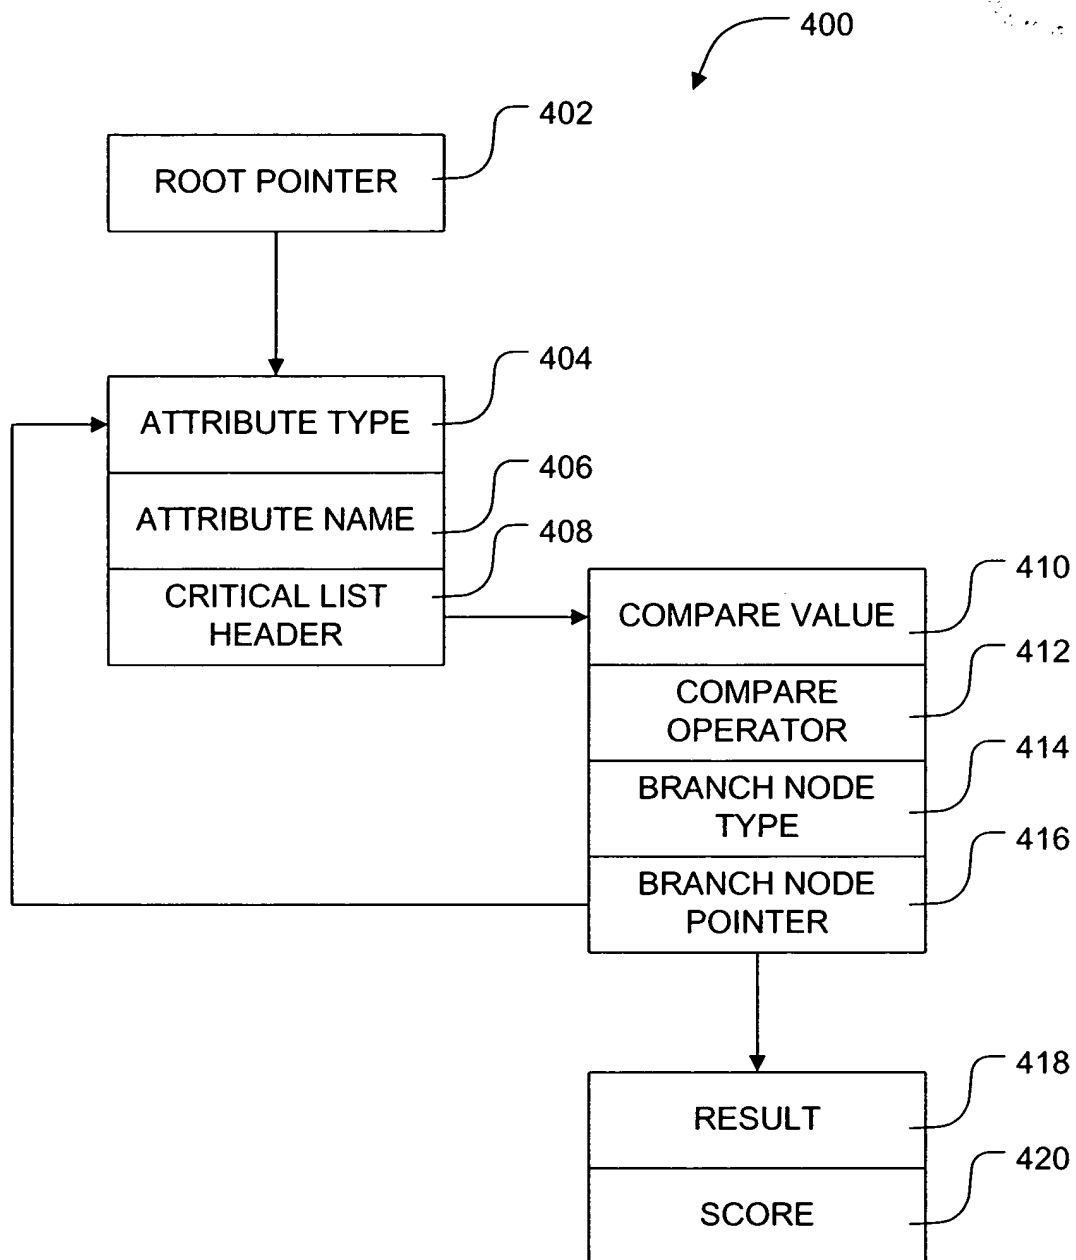 400
402
ROOT POINTER
404
ATTRIBUTE TYPE
406
ATTRIBUTE NAME
408
CRITICAL LIST
HEADER
410
COMPARE VALUE
412
COMPARE
OPERATOR
414
BRANCH NODE
TYPE
416
BRANCH NODE
POINTER
418
RESULT
420
SCORE